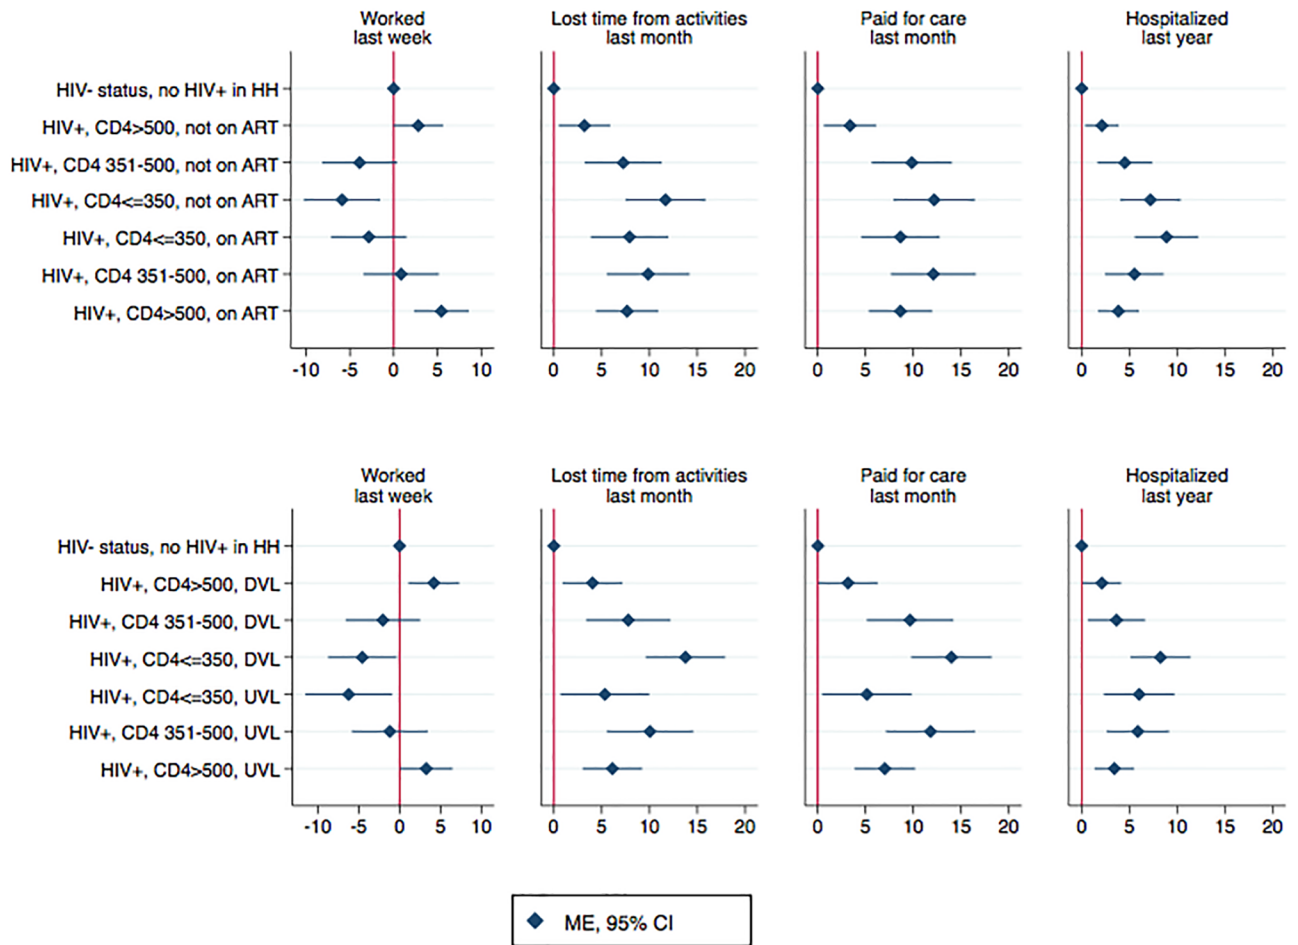 Worked
last week
Lost time from activities
last month
Paid for care
last month
Hospitalized
last year
HIV- status, no HIV+ in HH
HIV+, CD4>500, not on ART
HIV+, CD4 351-500, not on ART
HIV+, CD4<=350, not on ART
HIV+, CD4<=350, on ART
HIV+, CD4 351-500, on ART
HIV+, CD4>500, on ART
-10 -5 0 5 10
0 5 10 15 20
0 5 10 15 20
0 5 10 15 20
Worked
last week
Lost time from activities
last month
Paid for care
last month
Hospitalized
last year
HIV- status, no HIV+ in HH
HIV+, CD4>500, DVL
HIV+, CD4 351-500, DVL
HIV+, CD4<=350, DVL
HIV+, CD4<=350, UVL
HIV+, CD4 351-500, UVL
HIV+, CD4>500, UVL
-10 -5 0 5 10
0 5 10 15 20
0 5 10 15 20
0 5 10 15 20
ME, 95% CI